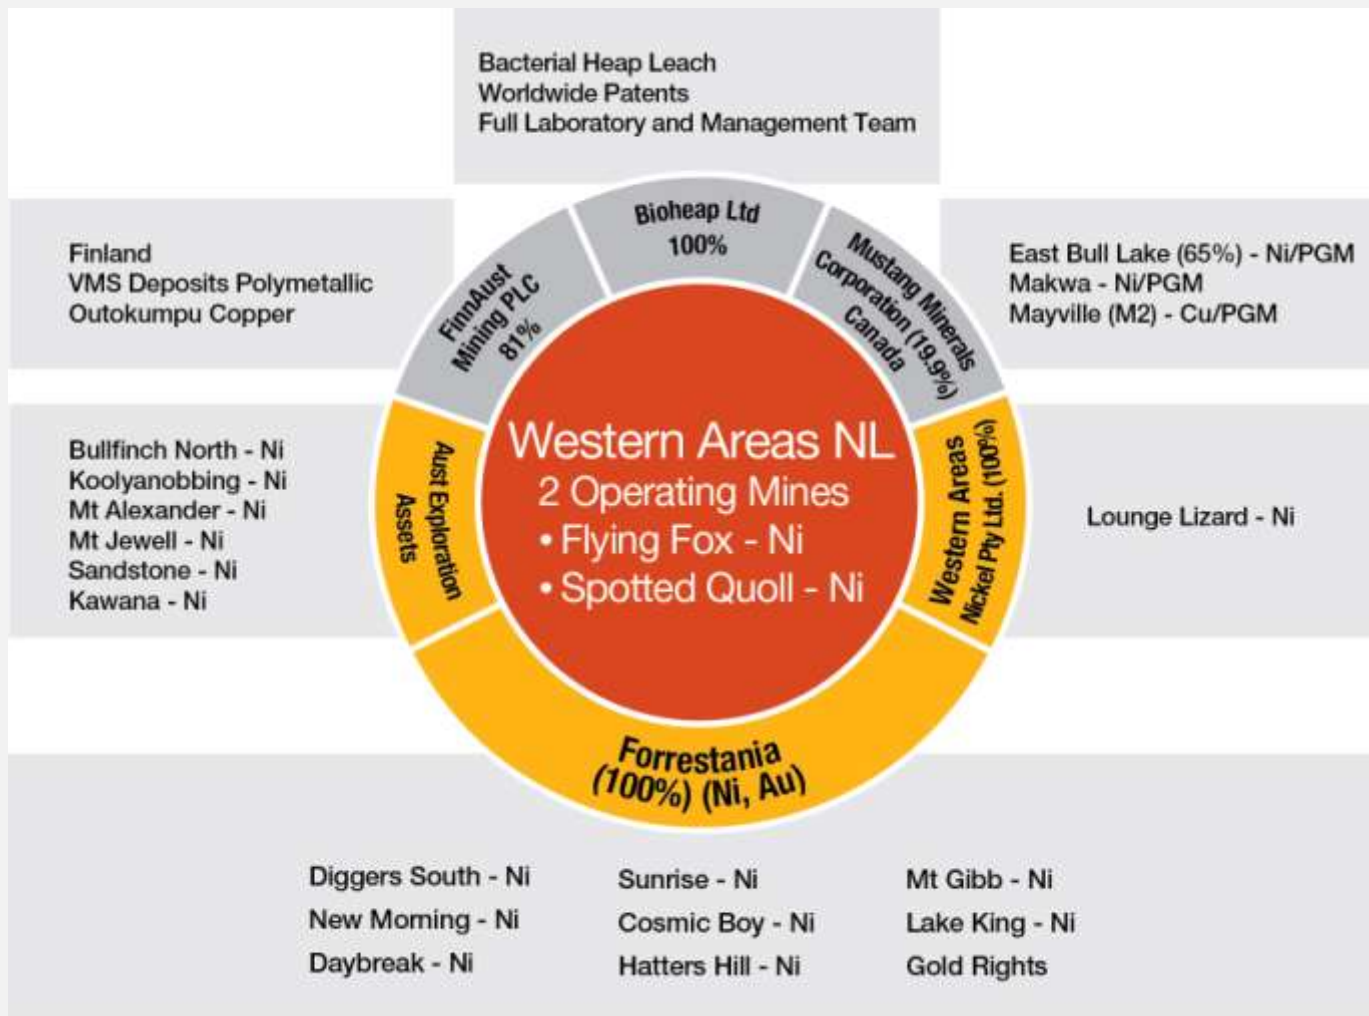 Bacterial Heap Leach
Worldwide Patents
Full Laboratory and Management Team
Bioheap Ltd
100%
Finland
VMS Deposits Polymetallic
Outokumpu Copper
FinnAust
Mining PLC
81%
Mustang Minerals
Corporation (19.9%)
Canada
East Bull Lake (65%) - Ni/PGM
Makwa - Ni/PGM
Mayville (M2) - Cu/PGM
Bullfinch North - Ni
Koolyanobbing - Ni
Mt Alexander - Ni
Mt Jewell - Ni
Sandstone - Ni
Kawana - Ni
Aust Exploration
Assets
Western Areas NL
2 Operating Mines
• Flying Fox - Ni
• Spotted Quoll - Ni
Western Areas
Nickel Pty Ltd. (100%)
Lounge Lizard - Ni
Forrestania
(100%) (Ni, Au)
Diggers South - Ni
New Morning - Ni
Daybreak - Ni
Sunrise - Ni
Cosmic Boy - Ni
Hatters Hill - Ni
Mt Gibb - Ni
Lake King - Ni
Gold Rights